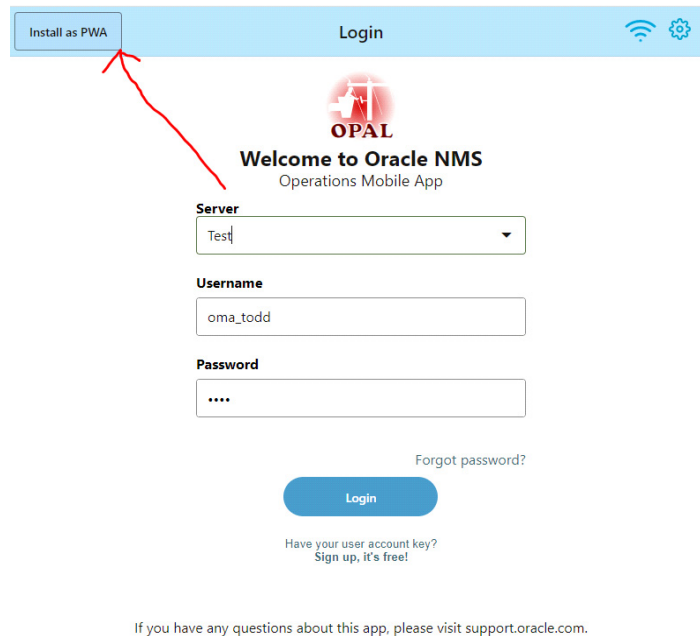 Install as PWA
Login
OPAL
Welcome to Oracle NMS
Operations Mobile App
Server
Test
Username
oma_todd
Password
••••
Forgot password?
Login
Have your user account key?
Sign up, it's free!
If you have any questions about this app, please visit support.oracle.com.